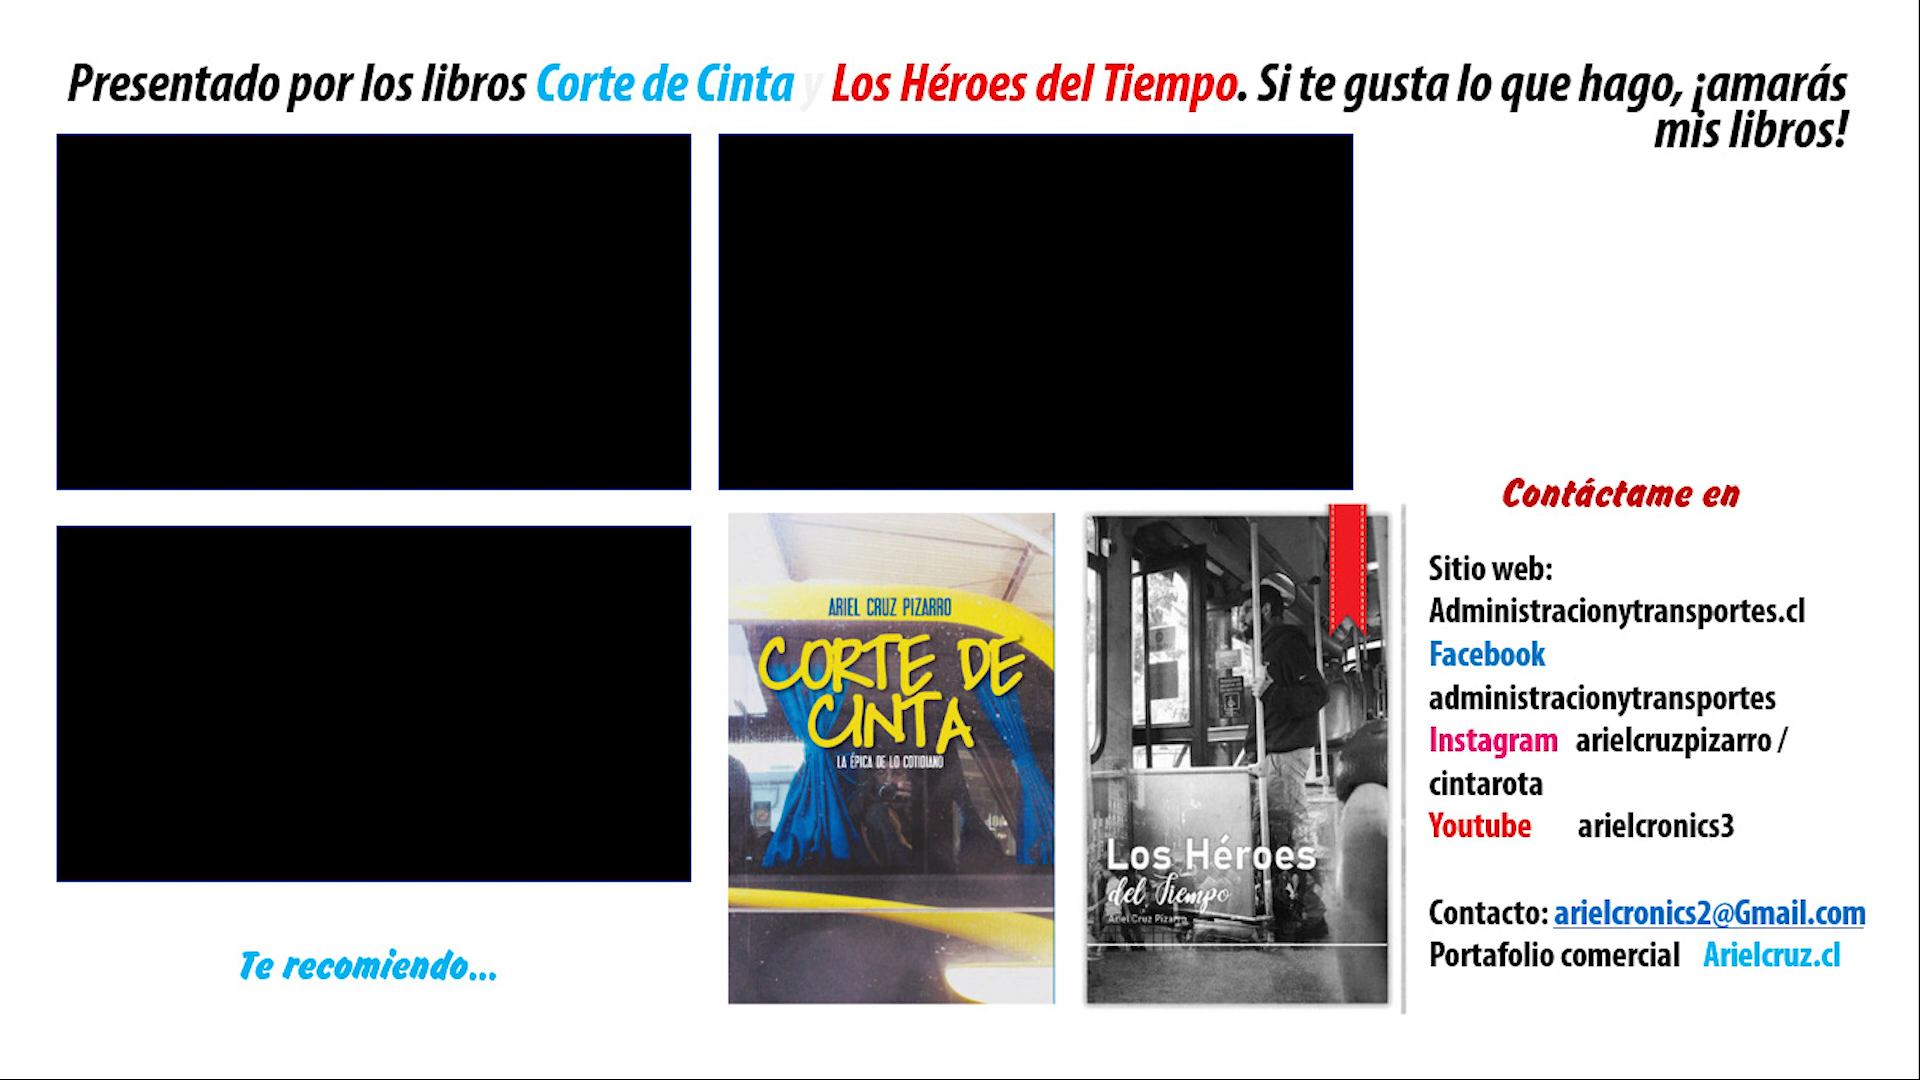 Presentado por los libros Corte de Cinta y Los Héroes del Tiempo. Si te gusta lo que hago, ¡amarás
mis libros!
ARIEL CRUZ PIZARRO
CORTE DE
CINTA
LA ÉPICA DE LO COTIDIANO
Los Héroes
del Tiempo
Ariel Cruz Pizarro
Contáctame en
Sitio web:
Administracionytransportes.cl
Facebook
administracionytransportes
Instagram arielcruzpizarro /
cintarota
Youtube arielcronics3
Contacto: arielcronics2@Gmail.com
Portafolio comercial Arielcruz.cl
Te recomiendo...